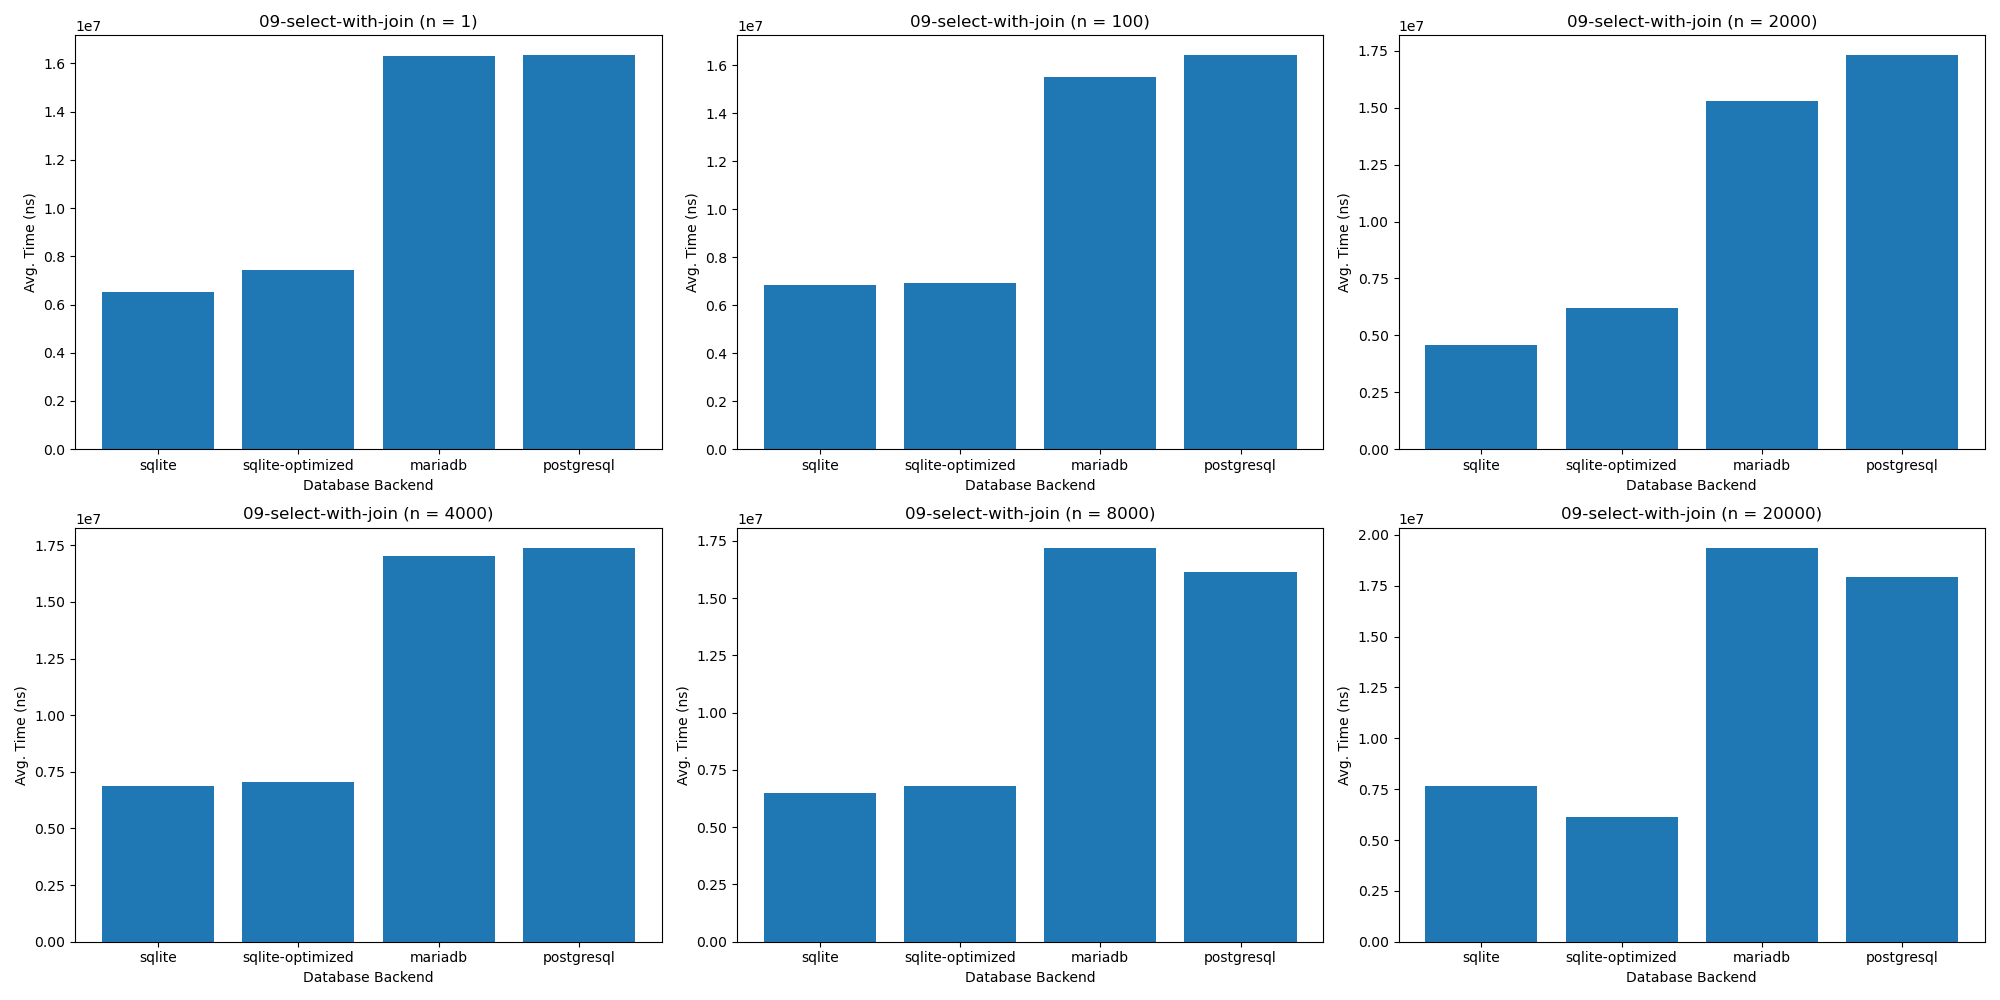 09-select-with-join (n = 1)
1e7
Avg. Time (ns)
1.6
1.4
1.2
1.0
0.8
0.6
0.4
0.2
0.0
sqlite sqlite-optimized mariadb postgresql
Database Backend
09-select-with-join (n = 100)
1e7
Avg. Time (ns)
1.6
1.4
1.2
1.0
0.8
0.6
0.4
0.2
0.0
sqlite sqlite-optimized mariadb postgresql
Database Backend
09-select-with-join (n = 2000)
1e7
Avg. Time (ns)
1.75
1.50
1.25
1.00
0.75
0.50
0.25
0.00
sqlite sqlite-optimized mariadb postgresql
Database Backend
09-select-with-join (n = 4000)
1e7
Avg. Time (ns)
1.75
1.50
1.25
1.00
0.75
0.50
0.25
0.00
sqlite sqlite-optimized mariadb postgresql
Database Backend
09-select-with-join (n = 8000)
1e7
Avg. Time (ns)
1.75
1.50
1.25
1.00
0.75
0.50
0.25
0.00
sqlite sqlite-optimized mariadb postgresql
Database Backend
09-select-with-join (n = 20000)
1e7
Avg. Time (ns)
2.00
1.75
1.50
1.25
1.00
0.75
0.50
0.25
0.00
sqlite sqlite-optimized mariadb postgresql
Database Backend